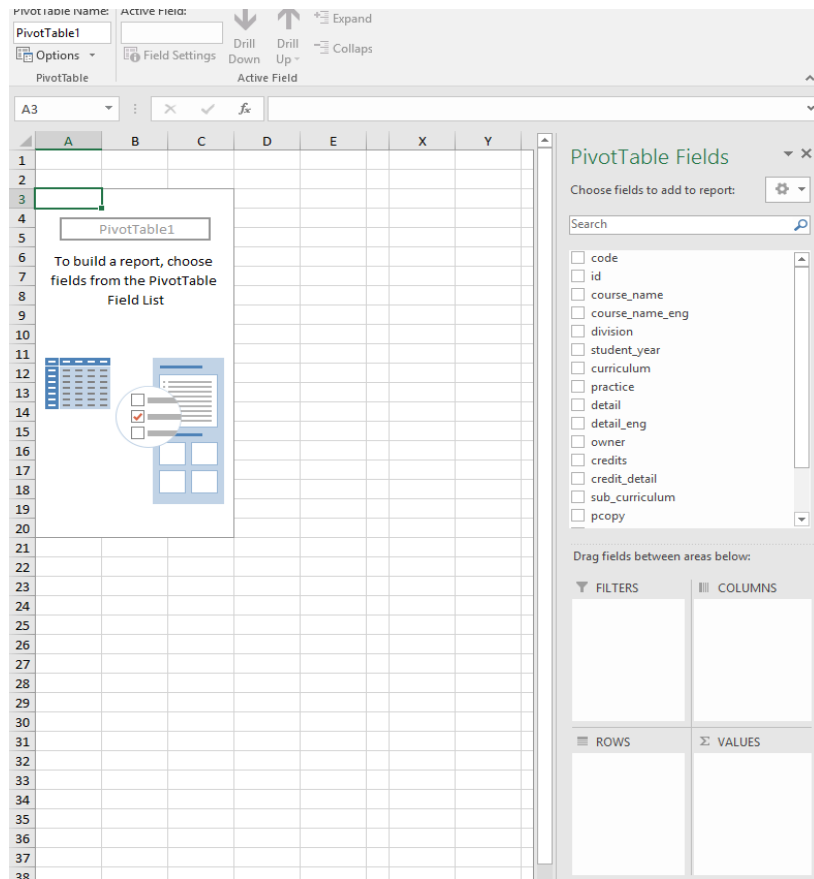 PivotTable Name:
Active Field:
PivotTable1
Options
Field Settings
Drill Down
Drill Up
Expand
Collaps
PivotTable
Active Field
A3
fx
A B C D E X Y
1
2
3
4
5
6
7
8
9
10
11
12
13
14
15
16
17
18
19
20
21
22
23
24
25
26
27
28
29
30
31
32
33
34
35
36
37
38
PivotTable1
To build a report, choose
fields from the PivotTable
Field List
PivotTable Fields
Choose fields to add to report:
Search
code
id
course_name
course_name_eng
division
student_year
curriculum
practice
detail
detail_eng
owner
credits
credit_detail
sub_curriculum
pcopy
Drag fields between areas below:
FILTERS
COLUMNS
ROWS
Σ VALUES